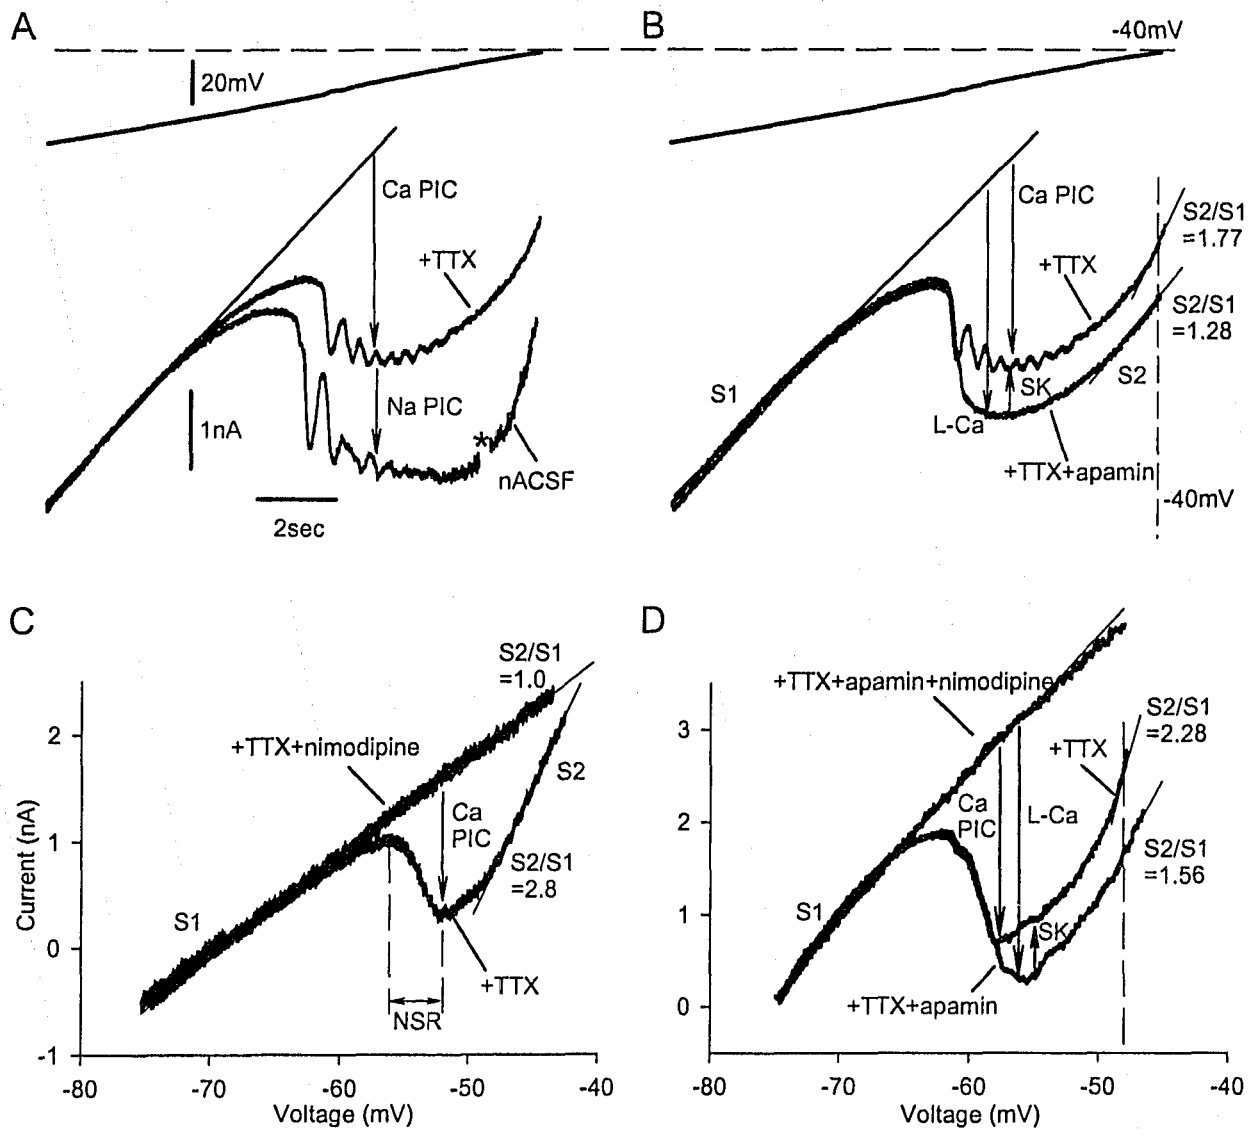 A
B
-40mV
20mV
Ca PIC
+TTX
Na PIC
*
nACSF
1nA
2sec
Ca PIC
+TTX
S2/S1
=1.77
S2/S1
=1.28
S1
SK
S2
L-Ca
+TTX+apamin
-40mV
C
S2/S1
=1.0
+TTX+nimodipine
S2
Ca
PIC
S2/S1
=2.8
S1
+TTX
NSR
2
1
0
-1
Current (nA)
-80
-70
-60
-50
-40
Voltage (mV)
D
+TTX+apamin+nimodipine
S2/S1
=2.28
+TTX
Ca
PIC
L-Ca
S2/S1
=1.56
S1
SK
+TTX+apamin
3
2
1
0
-80
-70
-60
-50
-40
Voltage (mV)